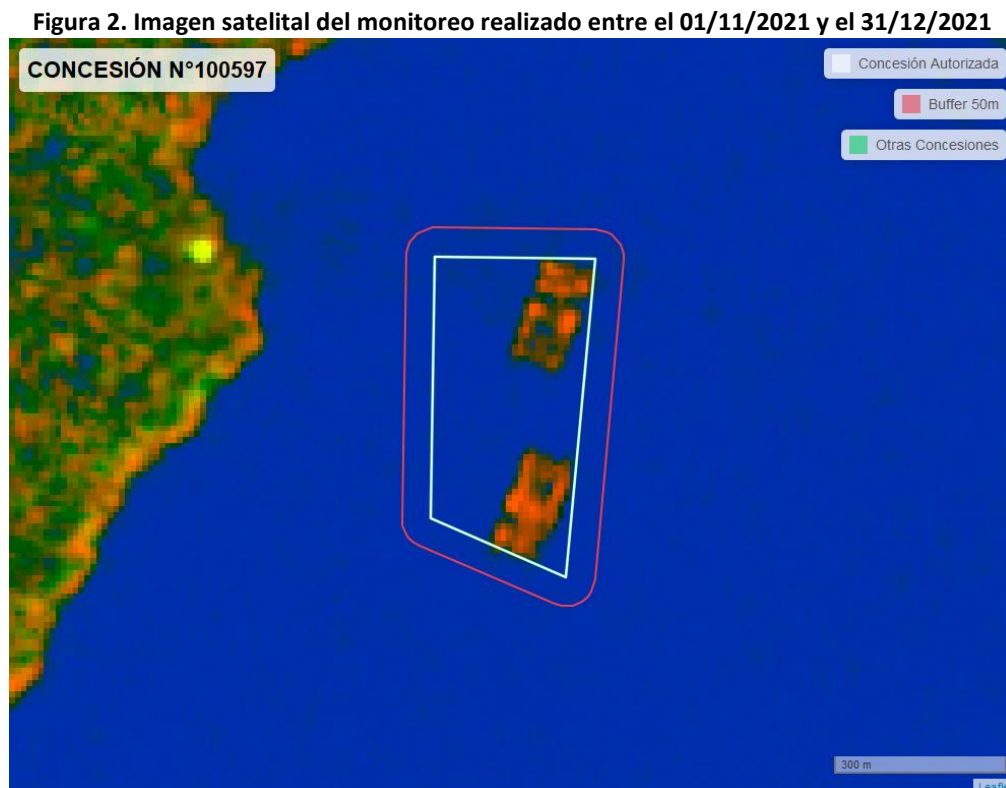 Figura 2. Imagen satelital del monitoreo realizado entre el 01/11/2021 y el 31/12/2021
CONCESIÓN N°100597
Concesión Autorizada
Buffer 50m
Otras Concesiones
300 m